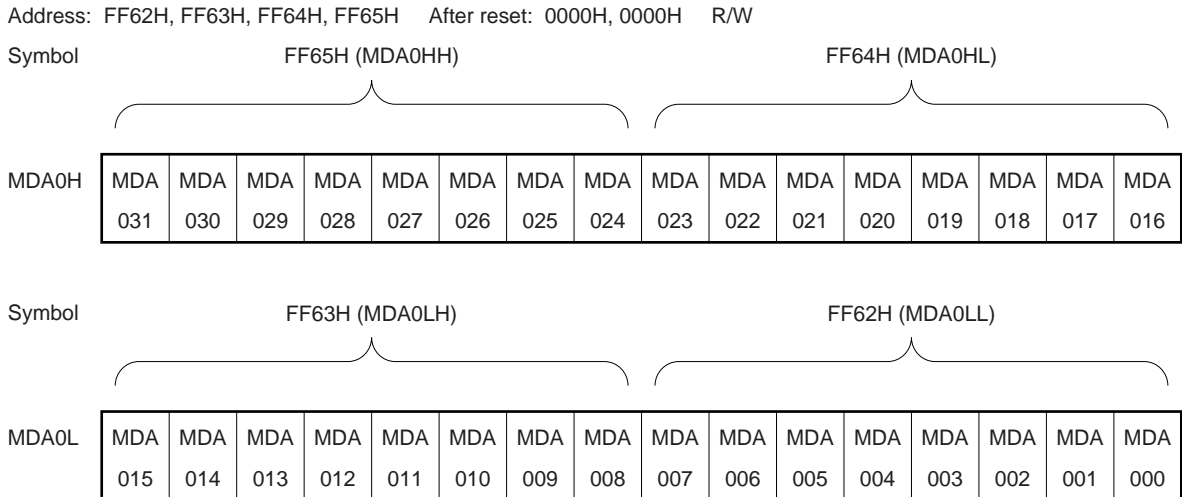 Address: FF62H, FF63H, FF64H, FF65H After reset: 0000H, 0000H R/W
Symbol FF65H (MDA0HH) FF64H (MDA0HL)
MDA0H MDA MDA MDA MDA MDA MDA MDA MDA MDA MDA MDA MDA MDA MDA MDA MDA
031 030 029 028 027 026 025 024 023 022 021 020 019 018 017 016
Symbol FF63H (MDA0LH) FF62H (MDA0LL)
MDA0L MDA MDA MDA MDA MDA MDA MDA MDA MDA MDA MDA MDA MDA MDA MDA MDA
015 014 013 012 011 010 009 008 007 006 005 004 003 002 001 000